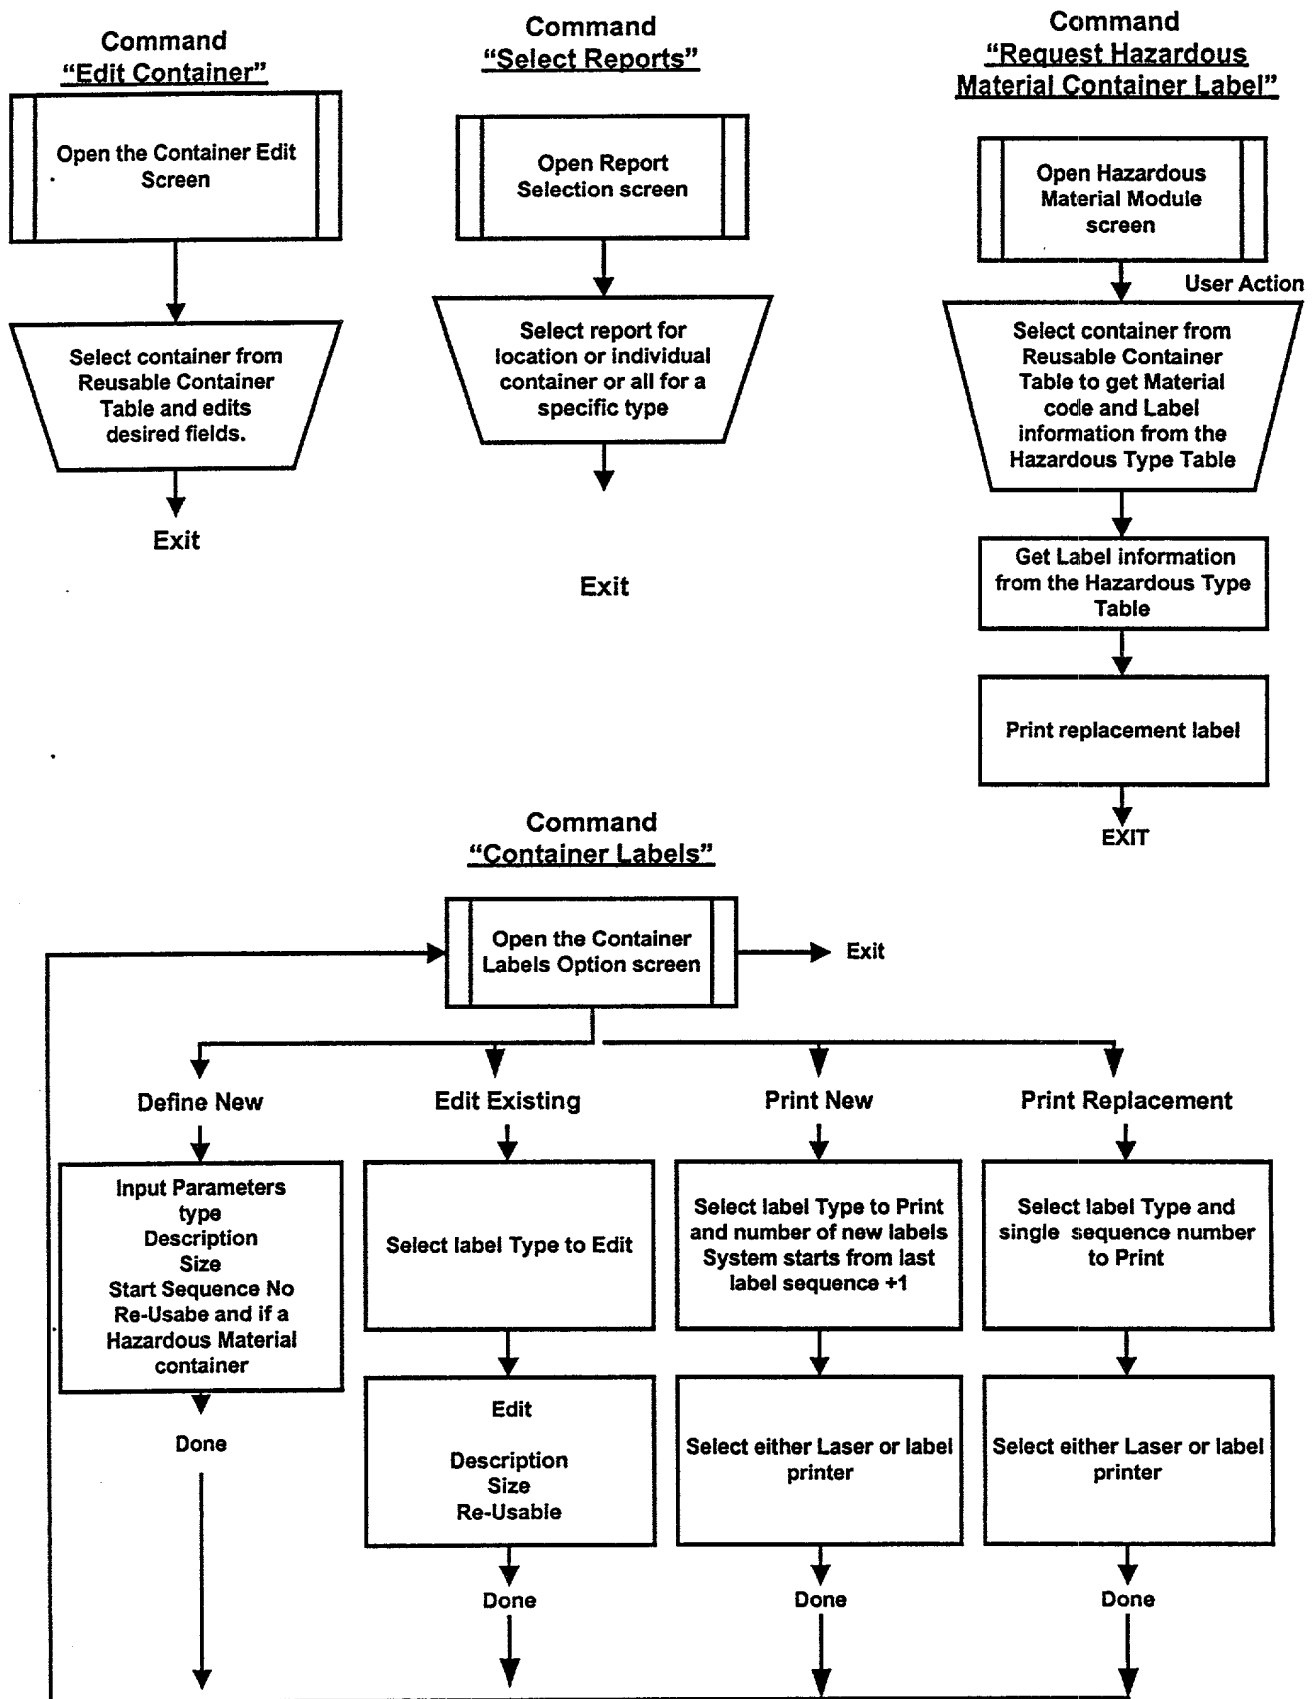 Command
“Edit Container”
Open the Container Edit
Screen
Select container from
Reusable Container
Table and edits
desired fields.
Exit
Command
“Select Reports”
Open Report
Selection screen
Select report for
location or individual
container or all for a
specific type
Exit
Command
“Request Hazardous
Material Container Label”
Open Hazardous
Material Module
screen
User Action
Select container from
Reusable Container
Table to get Material
code and Label
information from the
Hazardous Type Table
Get Label information
from the Hazardous Type
Table
Print replacement label
EXIT
Command
“Container Labels”
Open the Container
Labels Option screen
Exit
Define New
Input Parameters
type
Description
Size
Start Sequence No
Re-Usabe and if a
Hazardous Material
container
Done
Edit Existing
Select label Type to Edit
Edit
Description
Size
Re-Usable
Done
Print New
Select label Type to Print
and number of new labels
System starts from last
label sequence +1
Select either Laser or label
printer
Done
Print Replacement
Select label Type and
single sequence number
to Print
Select either Laser or label
printer
Done